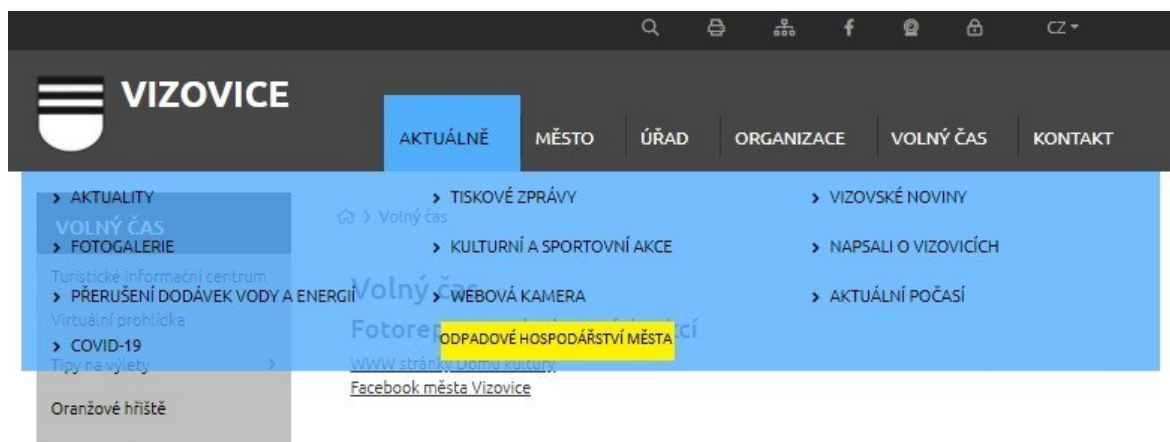 CZ
VIZOVICE
AKTUÁLNĚ MĚSTO ÚŘAD ORGANIZACE VOLNÝ ČAS KONTAKT
> AKTUALITY > TISKOVÉ ZPRÁVY > VIZOVSKÉ NOVINY
VOLNÝ ČAS > Volný čas
> FOTOGALERIE > KULTURNÍ A SPORTOVNÍ AKCE > NAPSALI O VIZOVICÍCH
Turistické informační centrum
Volný čas
> PŘERUŠENÍ DODÁVEK VODY A ENERGIÍ > WEBOVÁ KAMERA > AKTUÁLNÍ POČASÍ
Virtuální prohlídka
ODPADOVÉ HOSPODÁŘSTVÍ MĚSTA
> COVID-19
Tipy na výlety >
WWW stránky Domu kultury
Facebook města Vizovice
Oranžové hřiště